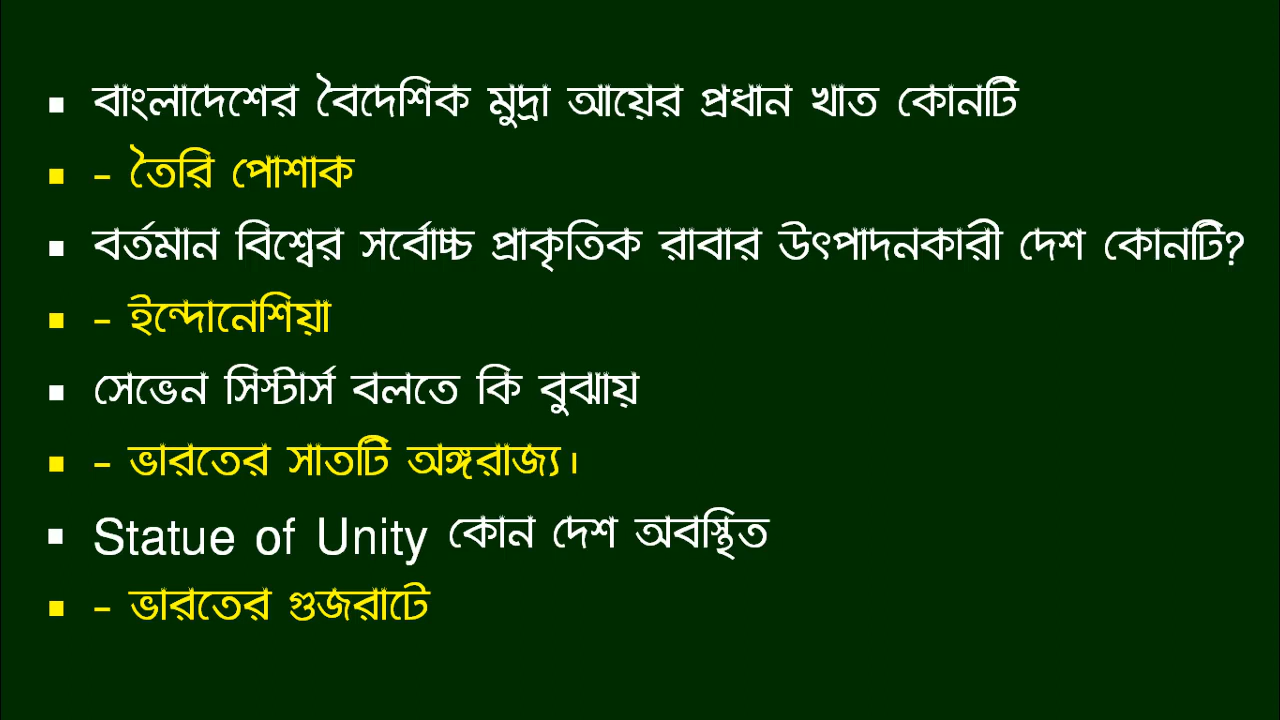 ▪ বাংলাদেশের বৈদেশিক মুদ্রা আয়ের প্রধান খাত কোনটি
▪ – তৈরি পোশাক
▪ বর্তমান বিশ্বের সর্বোচ্চ প্রাকৃতিক রাবার উৎপাদনকারী দেশ কোনটি?
▪ – ইন্দোনেশিয়া
▪ সেভেন সিস্টার্স বলতে কি বুঝায়
▪ – ভারতের সাতটি অঙ্গরাজ্য।
▪ Statue of Unity কোন দেশ অবস্থিত
▪ – ভারতের গুজরাটে